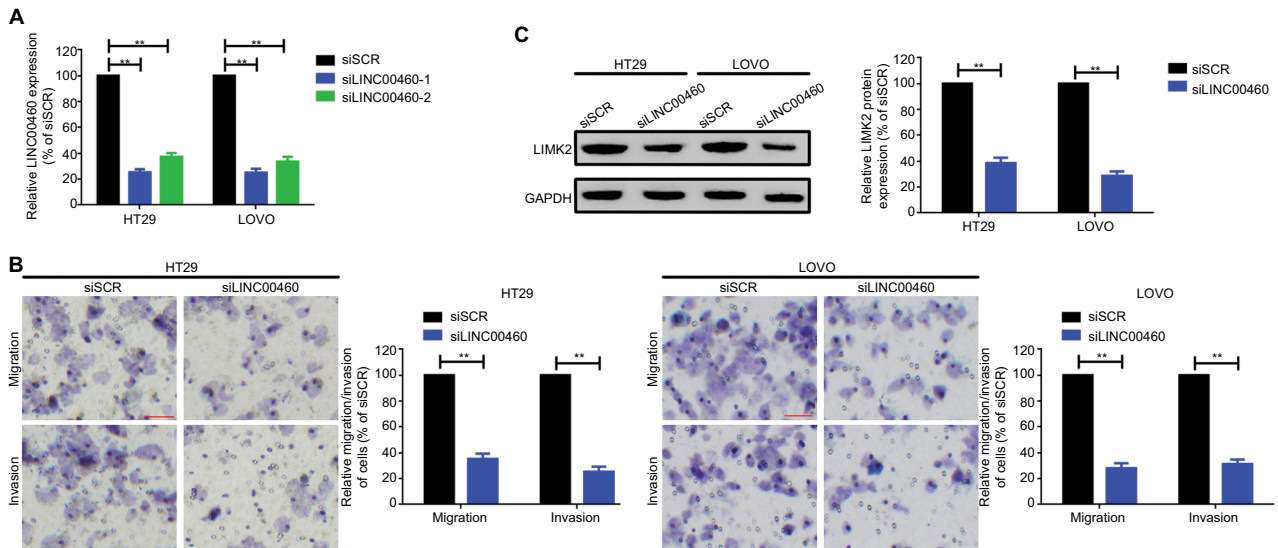 A
Relative LINC00460 expression
(% of siSCR)
120
100
80
60
40
20
0
**
**
**
**
HT29
LOVO
siSCR
siLINC00460-1
siLINC00460-2
C
HT29
LOVO
siSCR
siLINC00460
siSCR
siLINC00460
LIMK2
GAPDH
Relative LIMK2 protein
expression (% of siSCR)
120
100
80
60
40
20
0
**
**
HT29
LOVO
siSCR
siLINC00460
B
HT29
siSCR
siLINC00460
Migration
Invasion
HT29
siSCR
siLINC00460
Relative migration/invasion
of cells (% of siSCR)
120
100
80
60
40
20
0
**
**
Migration
Invasion
LOVO
siSCR
siLINC00460
Migration
Invasion
LOVO
siSCR
siLINC00460
Relative migration/invasion
of cells (% of siSCR)
120
100
80
60
40
20
0
**
**
Migration
Invasion